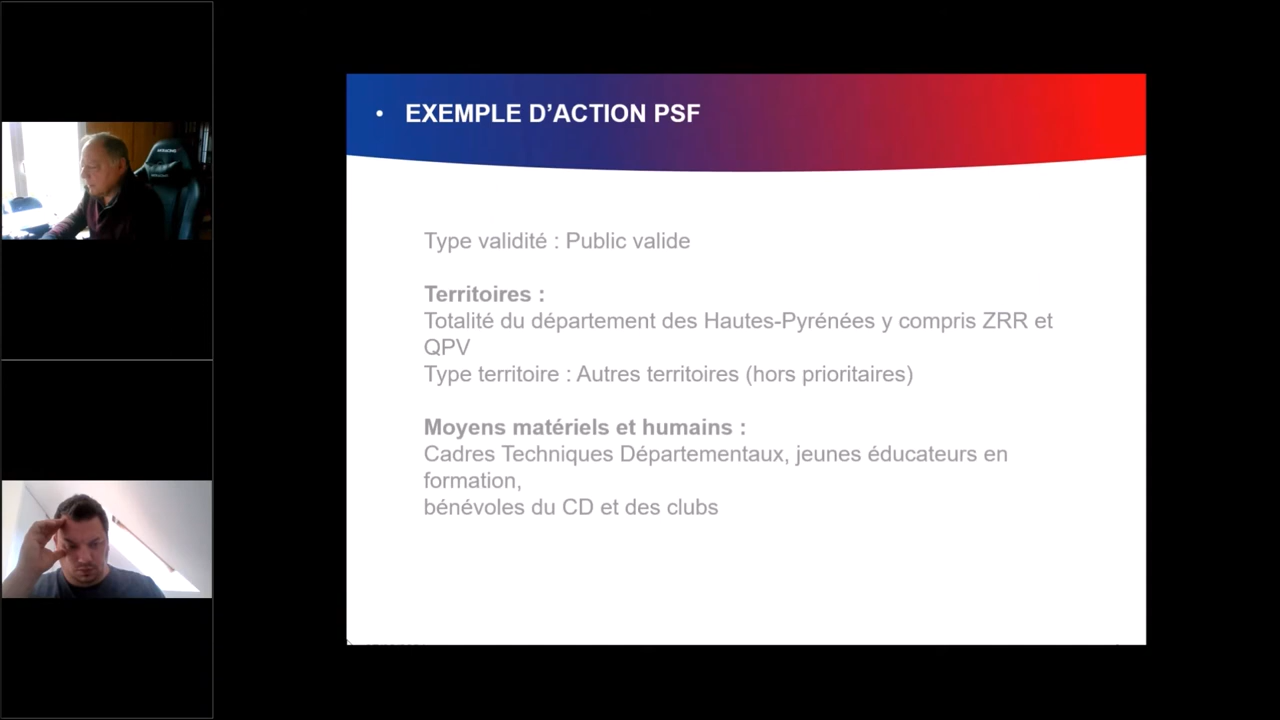 • EXEMPLE D’ACTION PSF
Type validité : Public valide
Territoires :
Totalité du département des Hautes-Pyrénées y compris ZRR et
QPV
Type territoire : Autres territoires (hors prioritaires)
Moyens matériels et humains :
Cadres Techniques Départementaux, jeunes éducateurs en
formation,
bénévoles du CD et des clubs